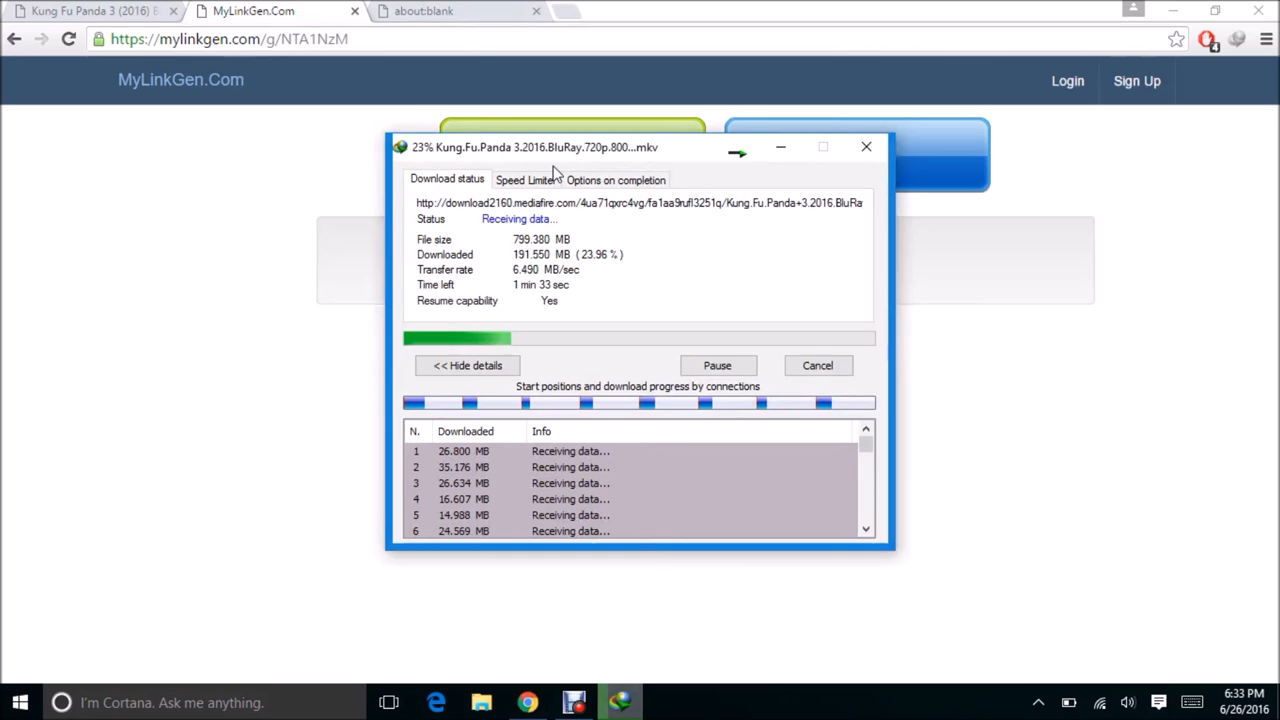 Kung Fu Panda 3 (2016) B
MyLinkGen.Com
about:blank
https://mylinkgen.com/g/NTA1NzM
4
MyLinkGen.Com
Login
Sign Up
23% Kung.Fu.Panda 3.2016.BluRay.720p.800...mkv
Download status
Speed Limiter
Options on completion
http://download2160.mediafire.com/4ua71qxrc4vg/fa1aa9rufl3251q/Kung.Fu.Panda+3.2016.BluRa
Status Receiving data...
File size 799.380 MB
Downloaded 191.550 MB ( 23.96 % )
Transfer rate 6.490 MB/sec
Time left 1 min 33 sec
Resume capability Yes
<< Hide details
Pause
Cancel
Start positions and download progress by connections
N. Downloaded Info
1 26.800 MB Receiving data...
2 35.176 MB Receiving data...
3 26.634 MB Receiving data...
4 16.607 MB Receiving data...
5 14.988 MB Receiving data...
6 24.569 MB Receiving data...
I'm Cortana. Ask me anything.
6:33 PM
6/26/2016